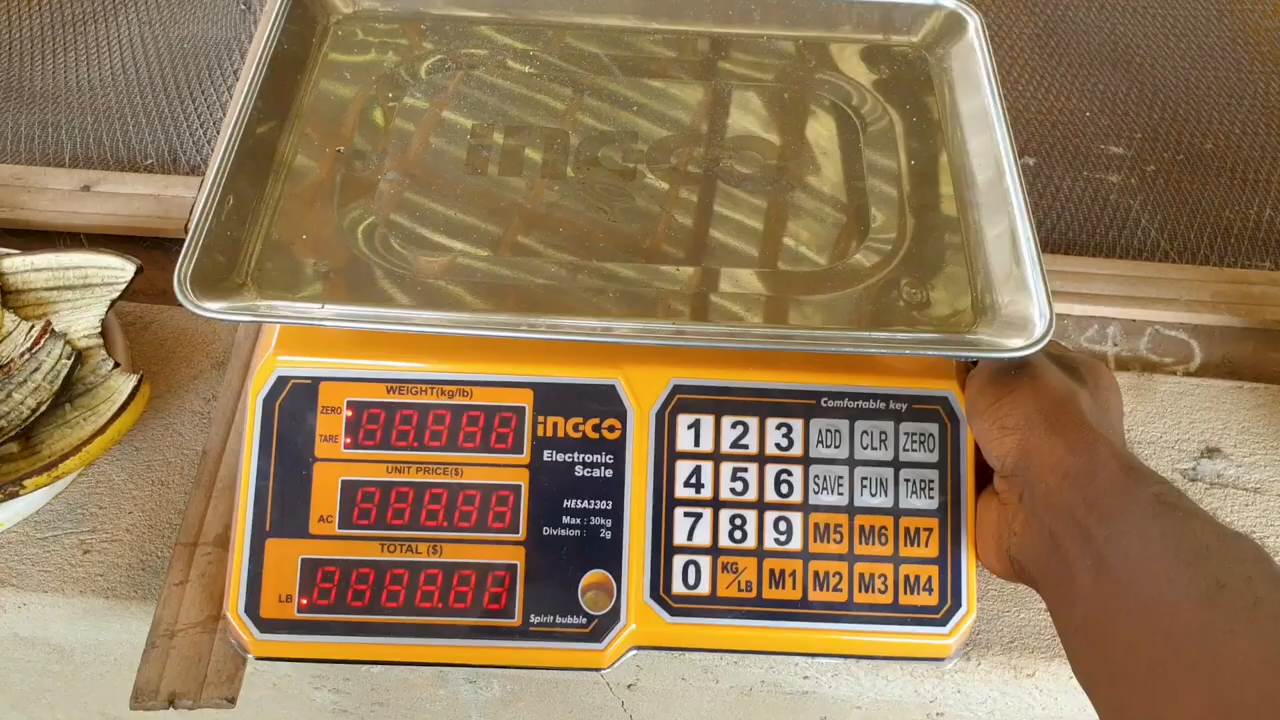 ingco
40
WEIGHT(kg/lb)
ZERO
TARE
88.888
UNIT PRICE($)
AC
888.88
TOTAL ($)
LB
8888.88
INGCO
Electronic
Scale
HESA3303
Max : 30kg
Division : 2g
Spirit bubble
Comfortable key
1 2 3 ADD CLR ZERO
4 5 6 SAVE FUN TARE
7 8 9 M5 M6 M7
0 KG/LB M1 M2 M3 M4